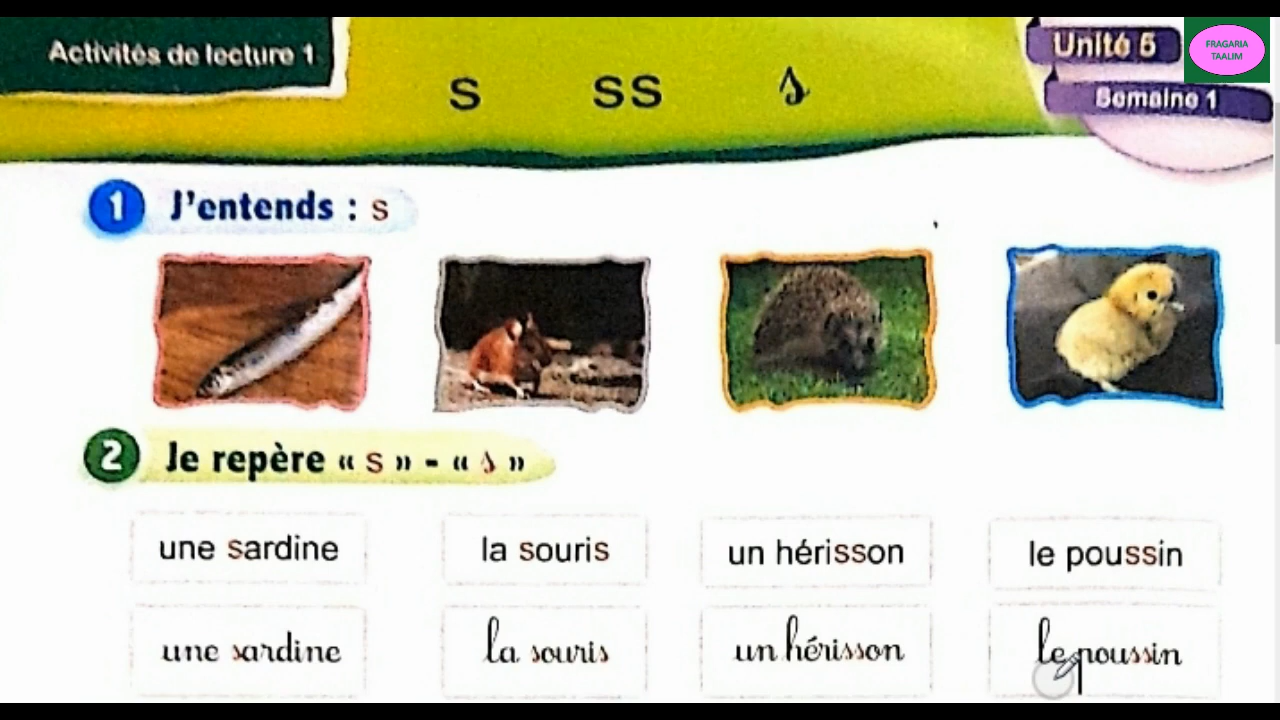 Activités de lecture 1
s ss s
Unité 5
Semaine 1
FRAGARIA
TAALIM
1 J'entends : s
2 Je repère « s » - « s »
une sardine la souris un hérisson le poussin
une sardine la souris un hérisson le poussin